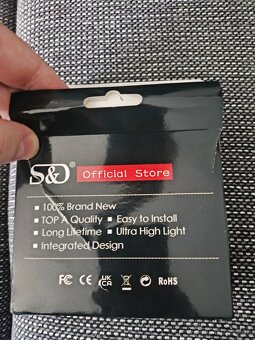 S&D® Official Store
100% Brand New
TOP A Quality ▪ Easy to Install
Long Lifetime ▪ Ultra High Light
Integrated Design
FC CE UK CA RoHS